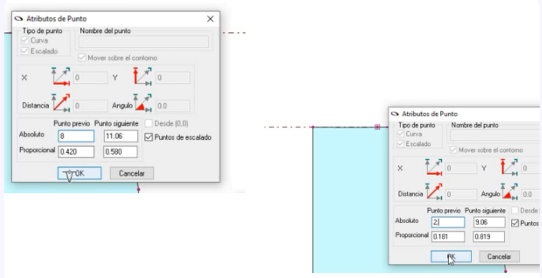 Atributos de Punto
Tipo de punto
Nombre del punto
Curva
Escalado
Mover sobre el contorno
X 0 Y 0
Distancia 0 Angulo 0.0
Punto previo Punto siguiente Desde (0,0)
Absoluto 8 11.06 Puntos de escalado
Proporcional 0.420 0.580
OK Cancelar
Atributos de Punto
Tipo de punto
Nombre del punto
Curva
Escalado
Mover sobre el contorno
X 0 Y 0
Distancia 0 Angulo 0.0
Punto previo Punto siguiente Desde
Absoluto 2 9.06 Puntos
Proporcional 0.181 0.819
OK Cancelar